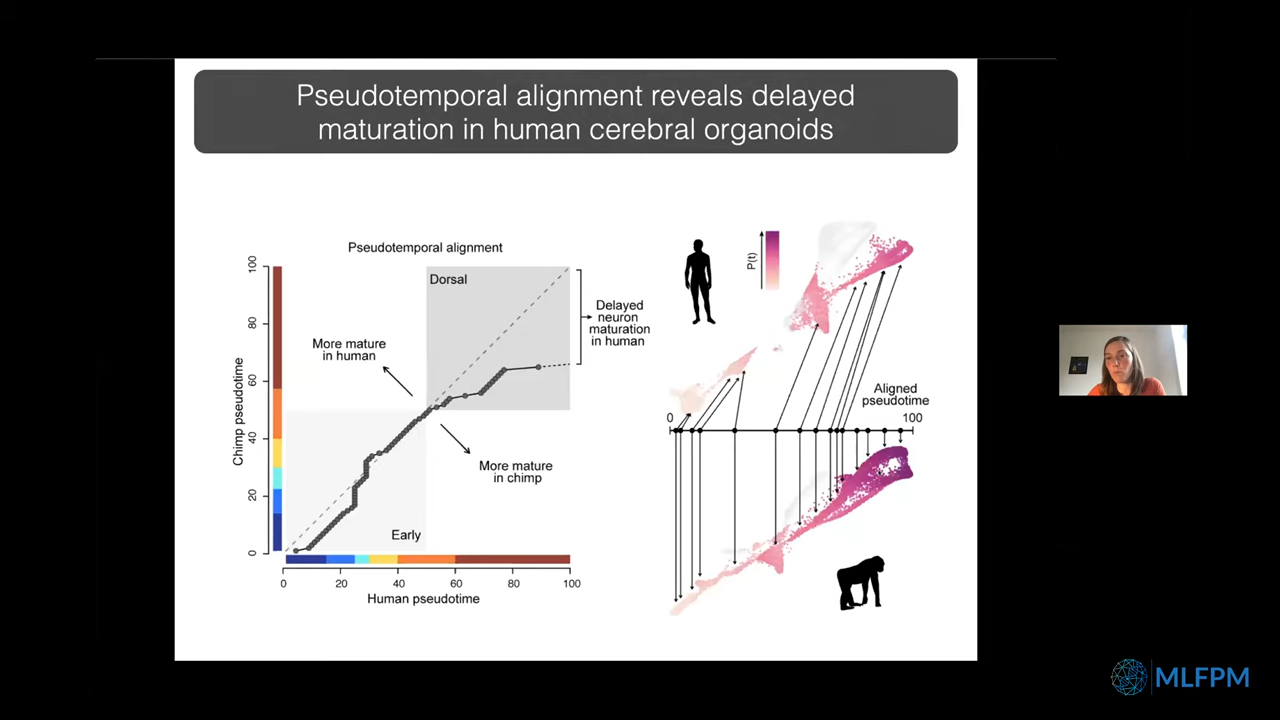 Pseudotemporal alignment reveals delayed
maturation in human cerebral organoids
Pseudotemporal alignment
Dorsal
Delayed
neuron
maturation
in human
More mature
in human
More mature
in chimp
Early
Chimp pseudotime
0
20
40
60
80
100
0
20
40
60
80
100
Human pseudotime
P(t)
Aligned
pseudotime
0
100
MLFPM